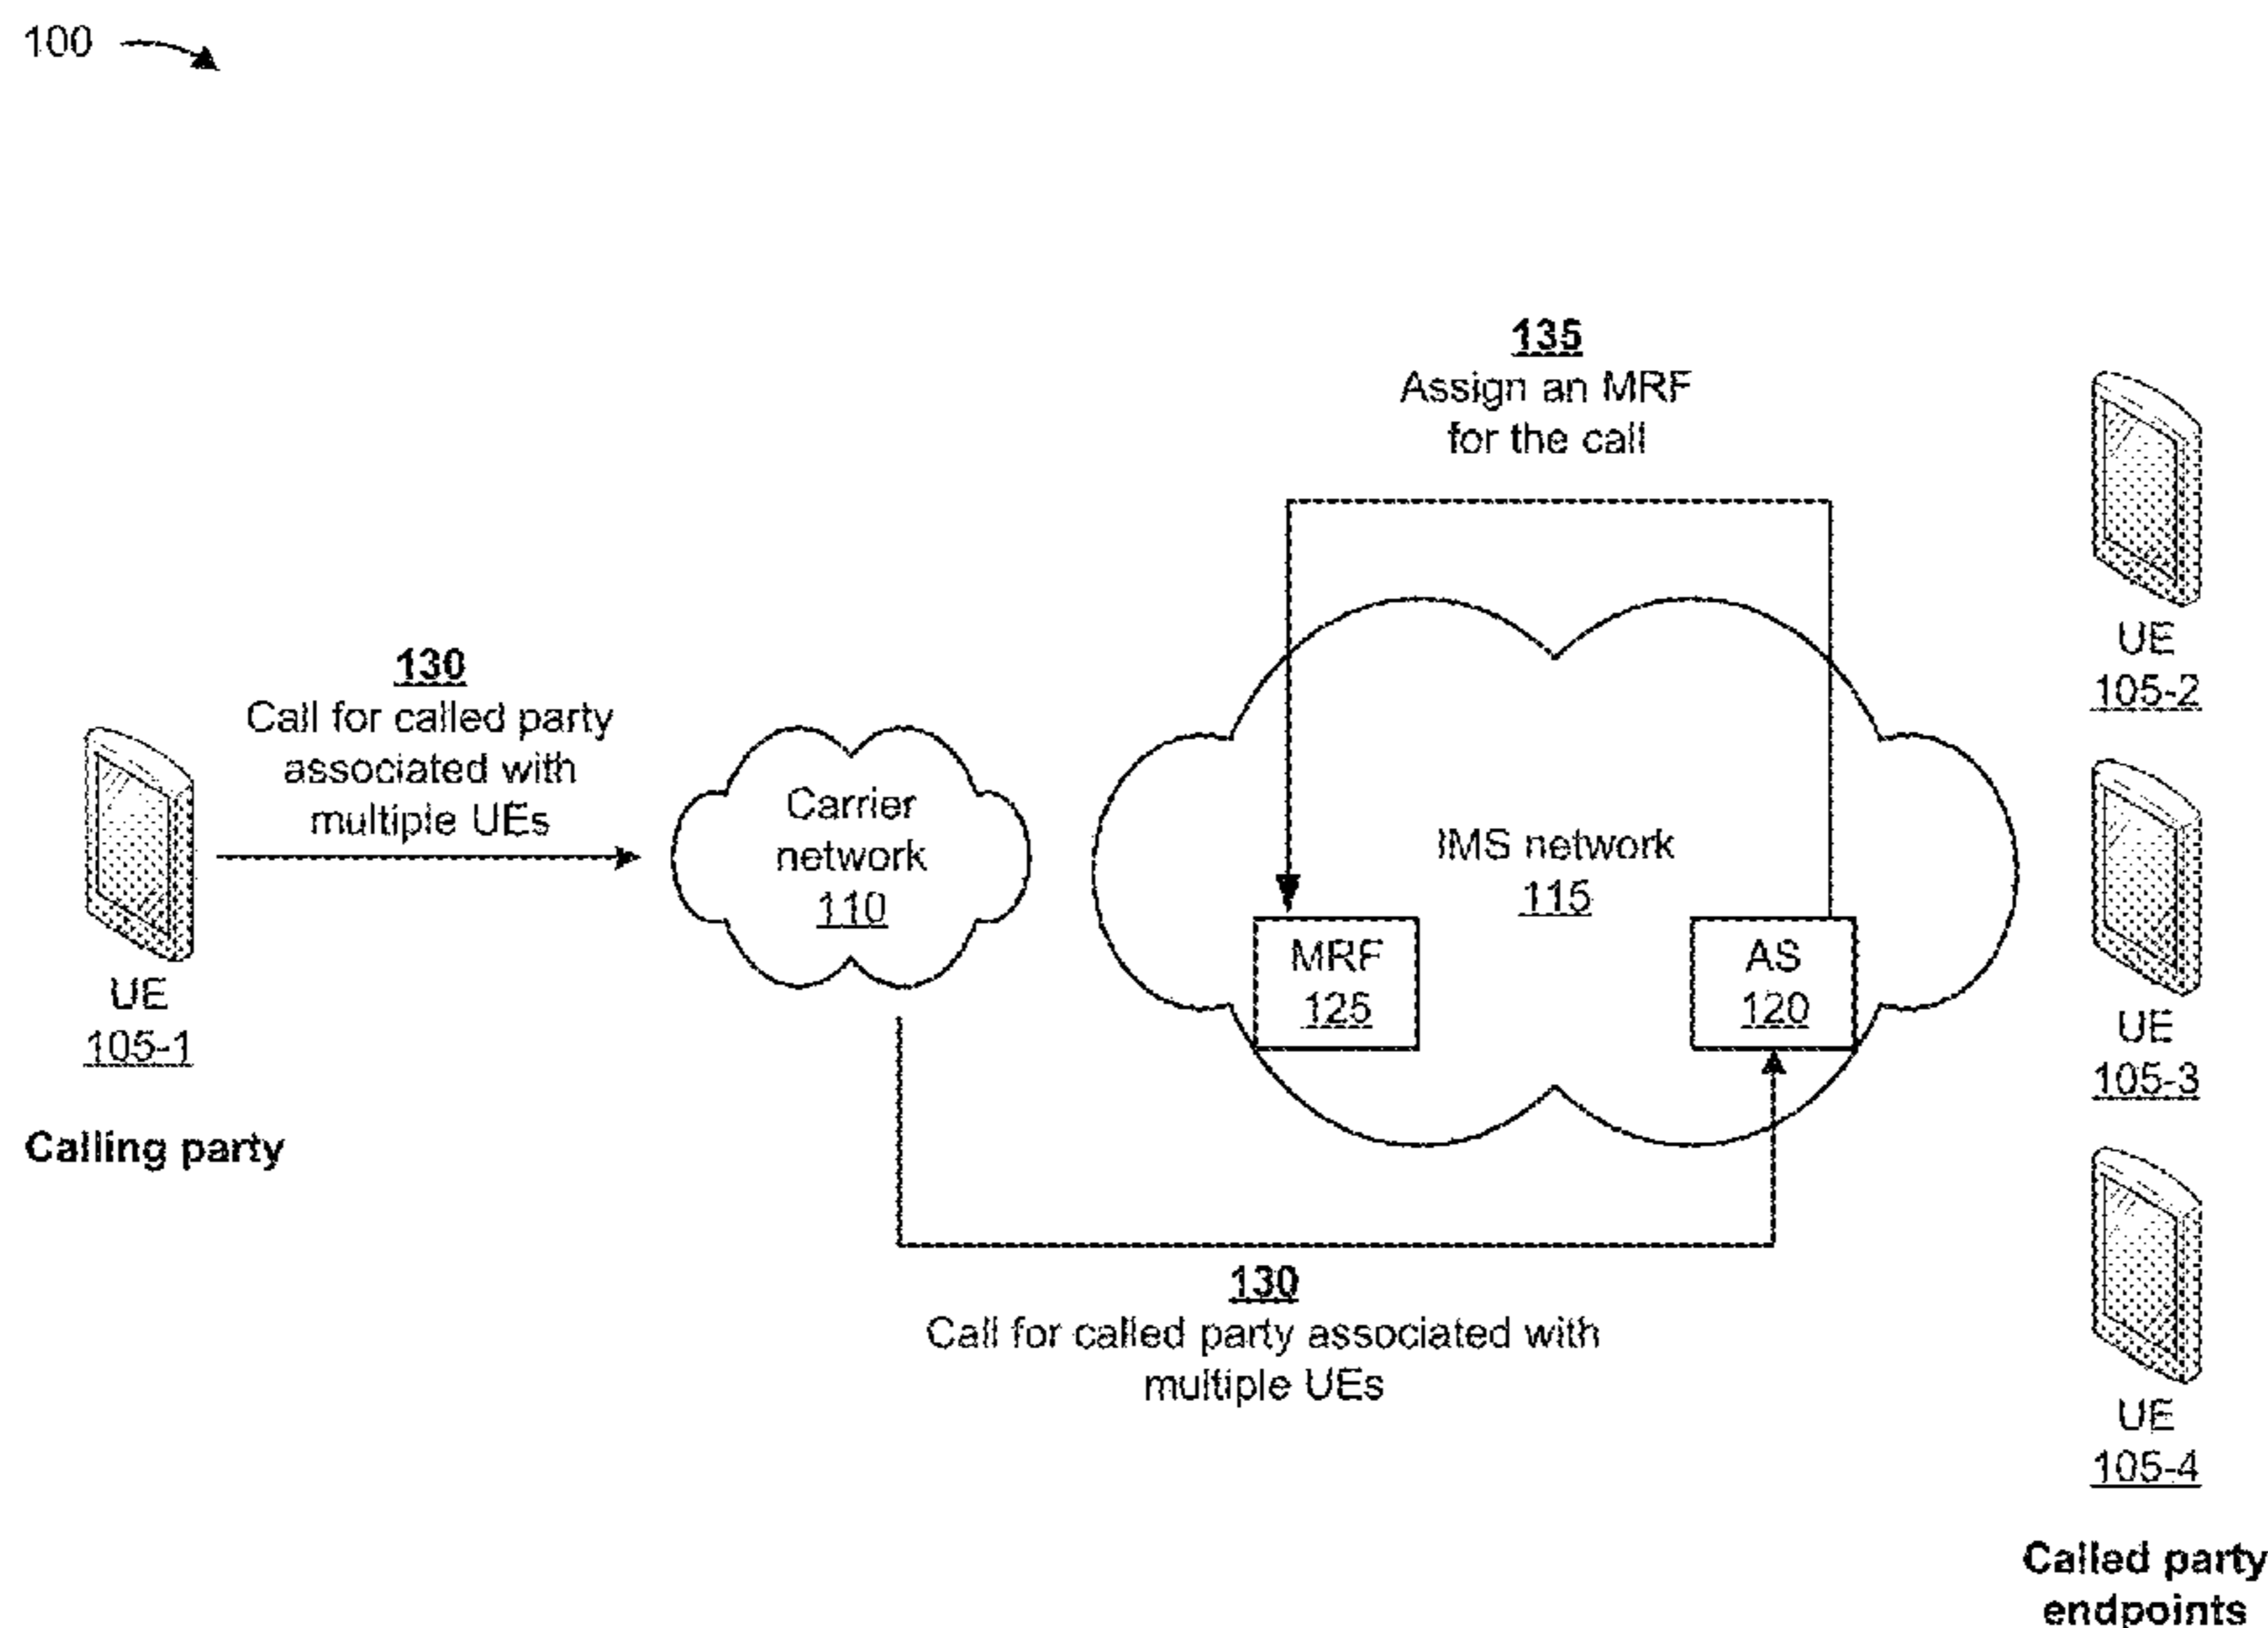 100
135
Assign an MRF
for the call
130
Call for called party
associated with
multiple UEs
UE
105-1
Calling party
Carrier
network
110
IMS network
115
MRF
125
AS
120
130
Call for called party associated with
multiple UEs
UE
105-2
UE
105-3
UE
105-4
Called party
endpoints